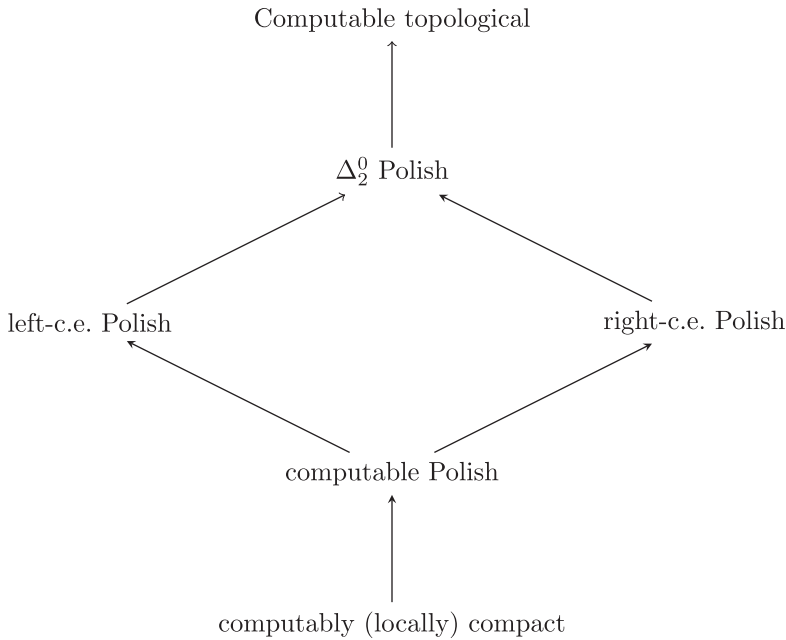 Computable topological
Δ⁰₂ Polish
left-c.e. Polish
right-c.e. Polish
computable Polish
computably (locally) compact